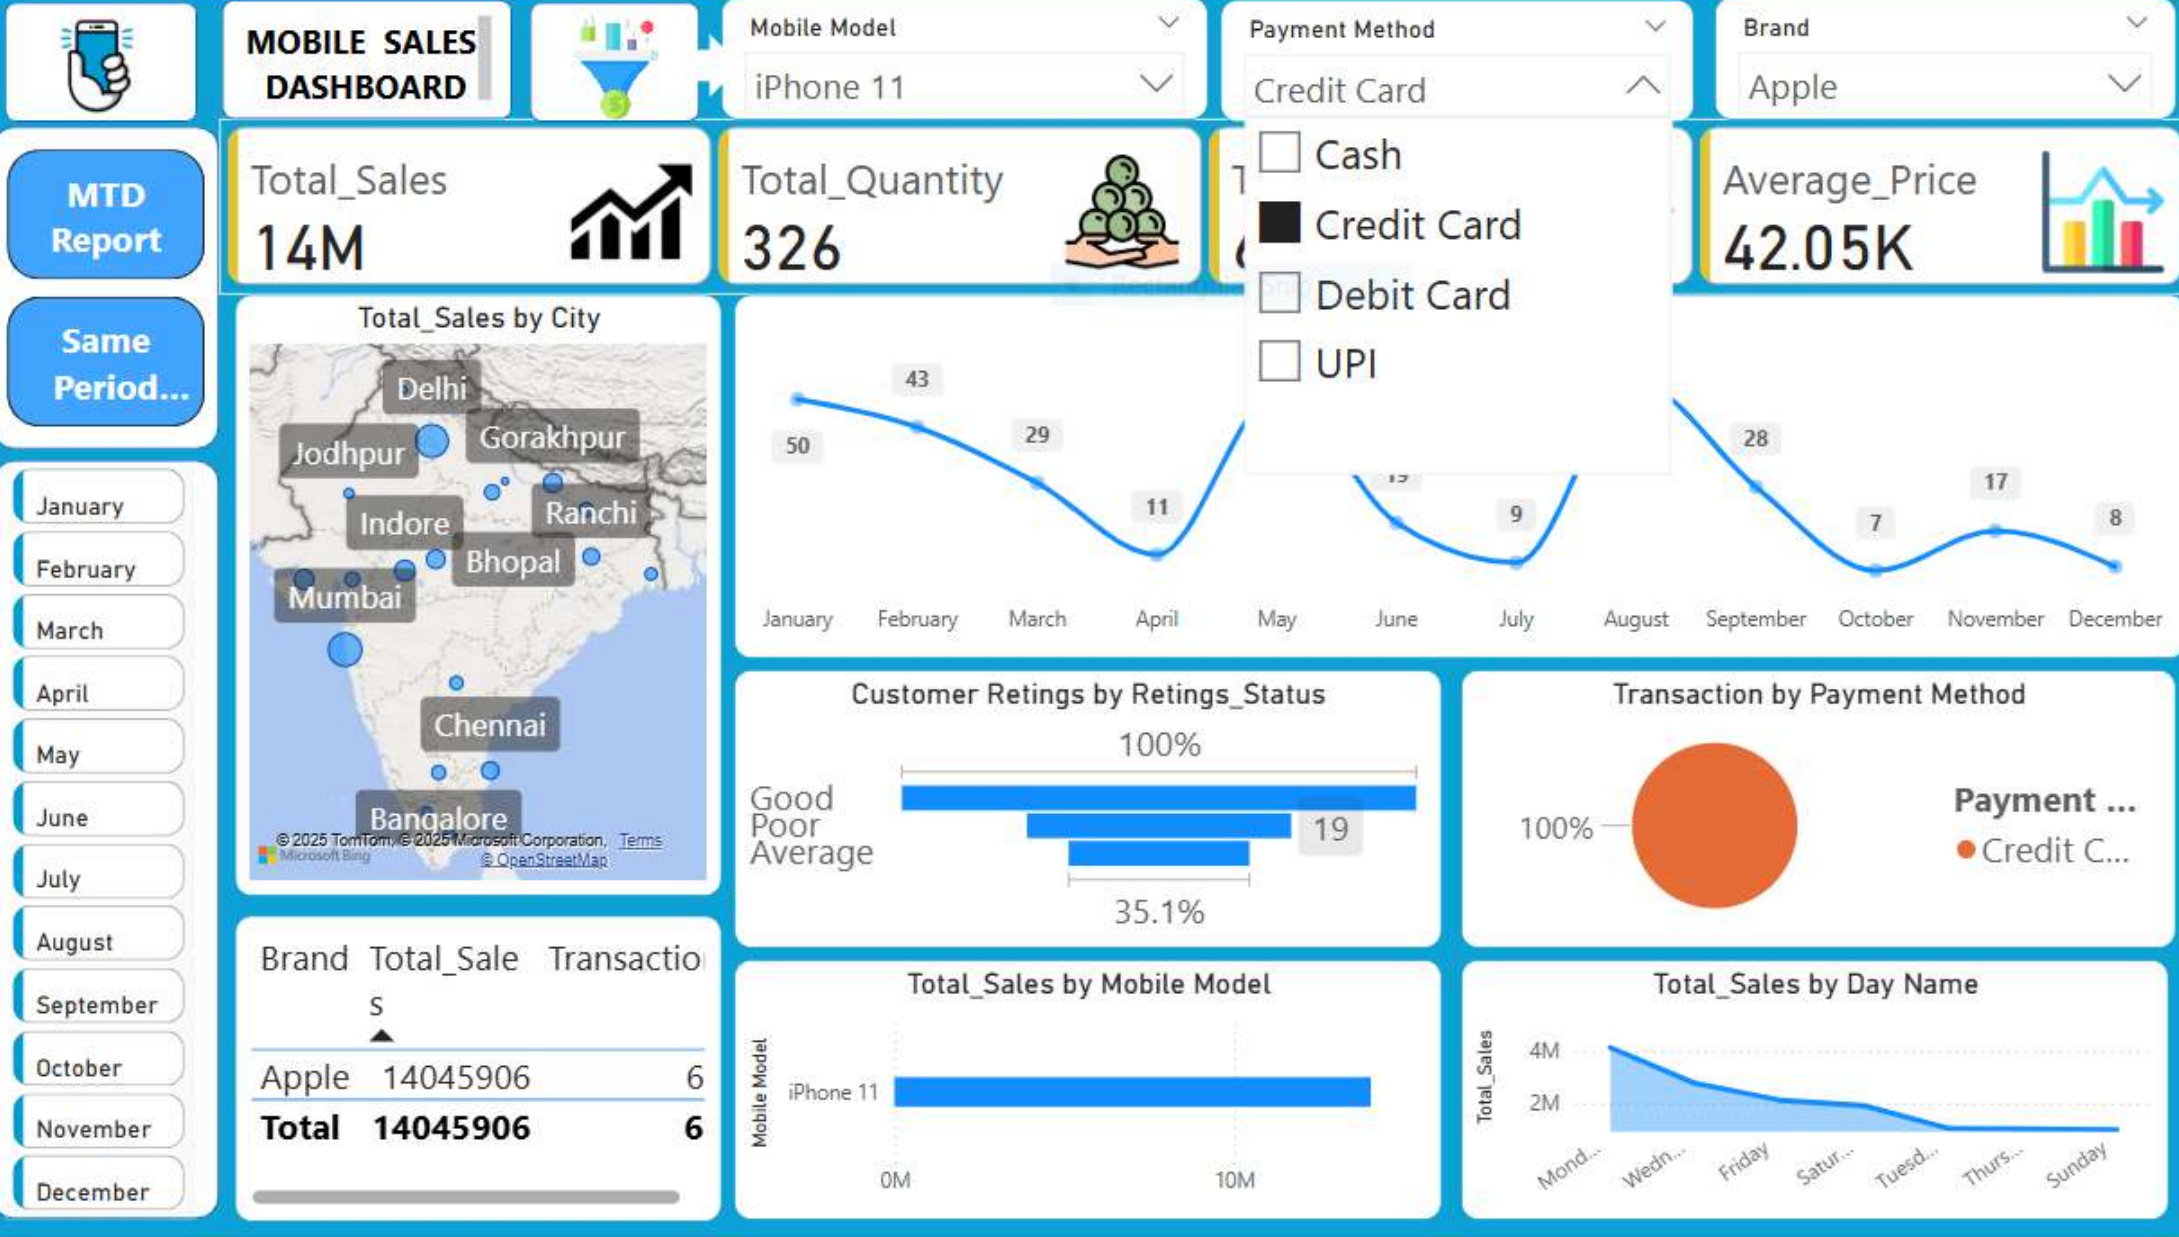 MOBILE SALES
DASHBOARD
Mobile Model
iPhone 11
Payment Method
Credit Card
Cash
Credit Card
Debit Card
UPI
Brand
Apple
MTD
Report
Same
Period...
Total_Sales
14M
Total_Quantity
326
Average_Price
42.05K
January
February
March
April
May
June
July
August
September
October
November
December
Total_Sales by City
Delhi
Gorakhpur
Jodhpur
Indore
Ranchi
Bhopal
Mumbai
Chennai
Bangalore
© 2025 TomTom, © 2025 Microsoft Corporation, Terms
Microsoft Bing
© OpenStreetMap
50
43
29
11
19
9
28
7
17
8
January February March April May June July August September October November December
Customer Retings by Retings_Status
100%
Good
Poor
19
Average
35.1%
Transaction by Payment Method
100%
Payment ...
Credit C...
Brand Total_Sale Transactio
s
Apple 14045906 6
Total 14045906 6
Total_Sales by Mobile Model
Mobile Model
iPhone 11
0M 10M
Total_Sales by Day Name
Total_Sales
4M
2M
Mond... Wedn... Friday Satur... Tuesd... Thurs... Sunday